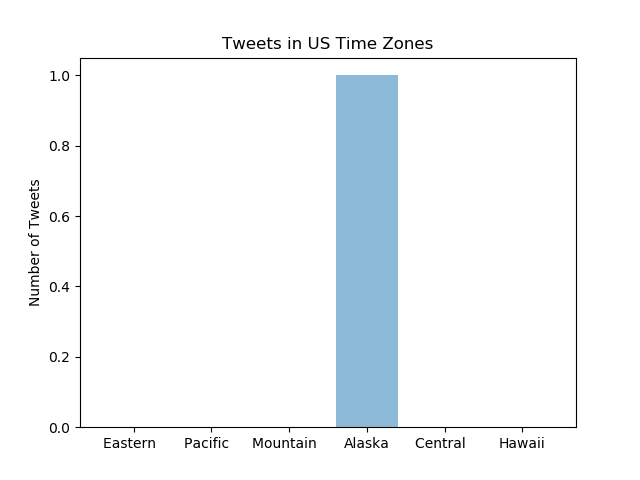 Tweets in US Time Zones
1.0
0.8
0.6
0.4
0.2
0.0
Number of Tweets
Eastern Pacific Mountain Alaska Central Hawaii